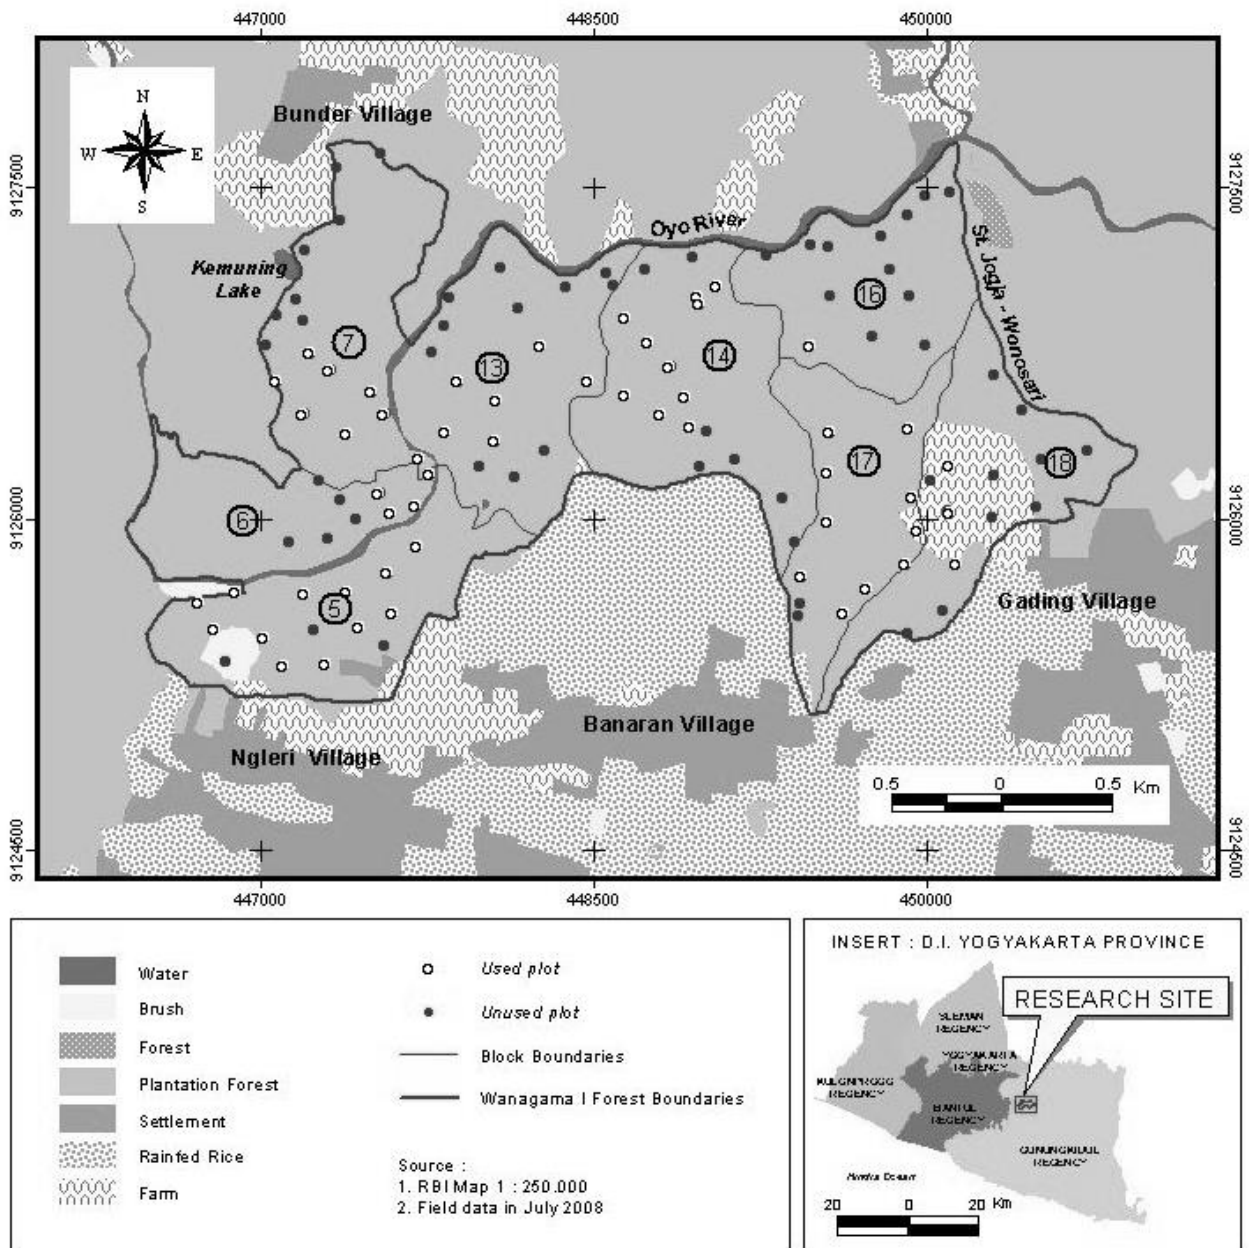 447000 448500 450000
N
W E
S
Bunder Village
9127500 9127500
Oyo River
St. Jogja - Wonosari
Kemuning
Lake
7
16
14
13
17
18
6
9126000 9126000
5
Gading Village
Banaran Village
Ngleri Village
0.5 0 0.5 Km
9124500 9124500
447000 448500 450000
Water
Brush
Forest
Plantation Forest
Settlement
Rainfed Rice
Farm
Used plot
Unused plot
Block Boundaries
Wanagama I Forest Boundaries
Source :
1. RBI Map 1 : 250.000
2. Field data in July 2008
INSERT : D.I. YOGYAKARTA PROVINCE
RESEARCH SITE
SLEMAN
REGENCY
YOGYAKARTA
REGENCY
REGENCY
BANTUL
REGENCY
GUNUNGKIDUL
REGENCY
20 0 20 Km